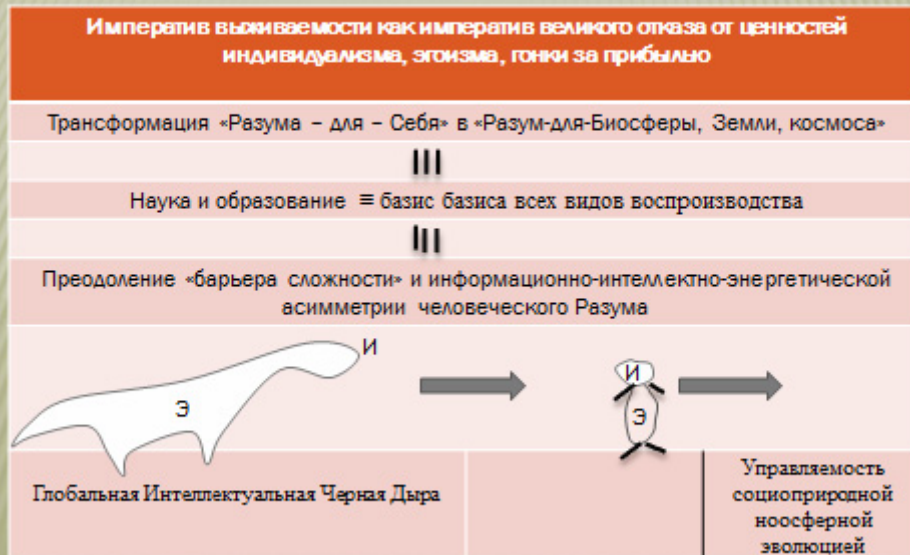 Императив выживаемости как императив великого отказа от ценностей
индивидуализма, эгоизма, гонки за прибылью
Трансформация «Разума – для – Себя» в «Разум-для-Биосферы, Земли, космоса»
Наука и образование ≡ базис базиса всех видов воспроизводства
Преодоление «барьера сложности» и информационно-интеллектно-энергетической
асимметрии человеческого Разума
И
Э
И
Э
Глобальная Интеллектуальная Черная Дыра
Управляемость
социоприродной
ноосферной
эволюцией